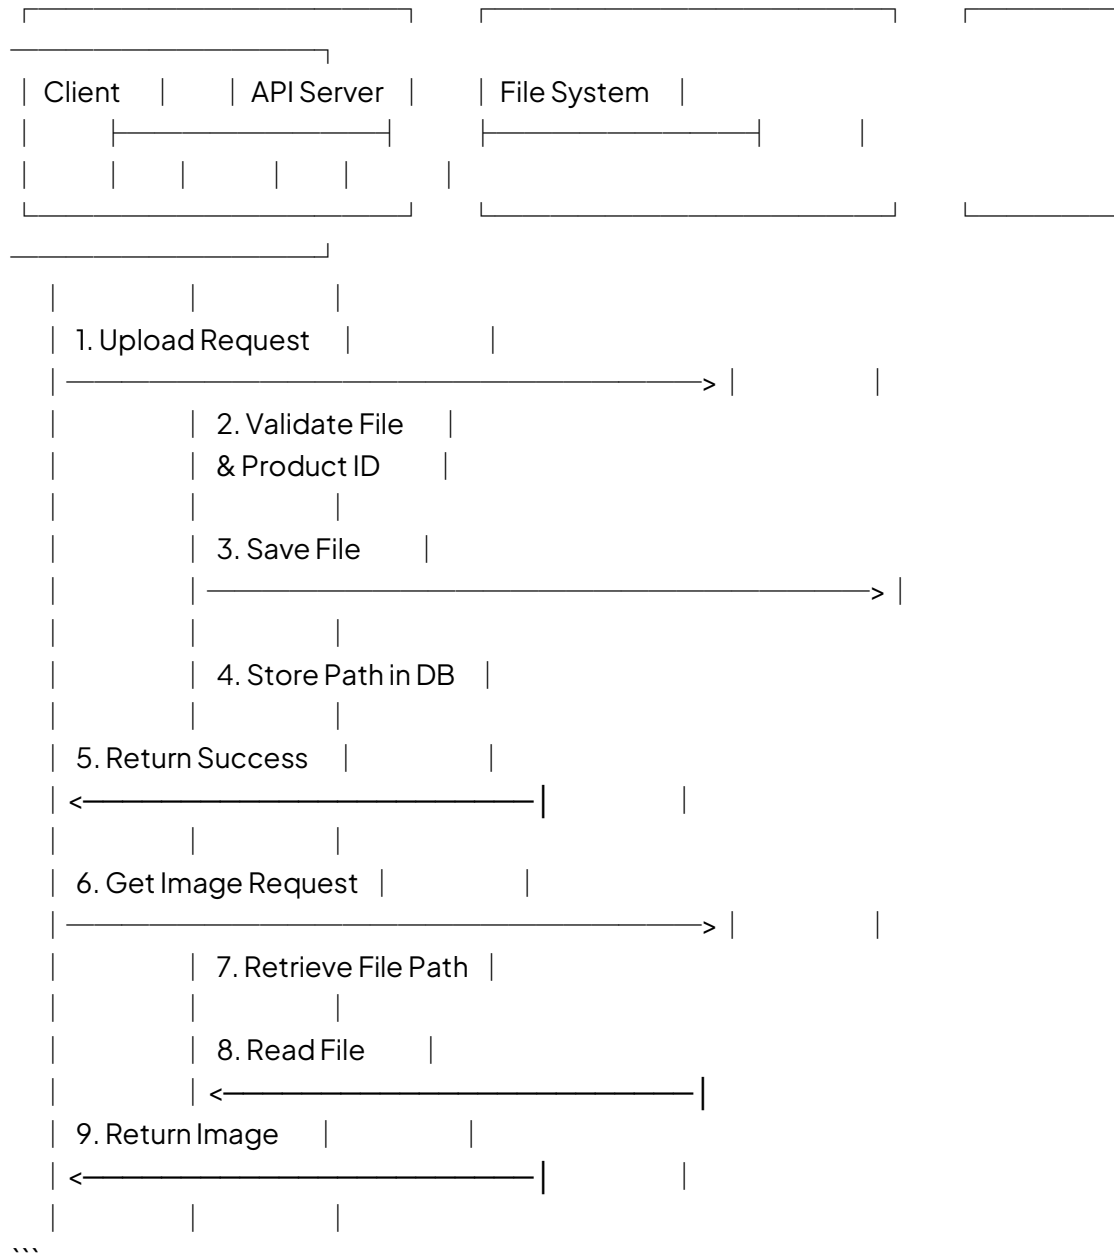 Client API Server File System
1. Upload Request
2. Validate File
& Product ID
3. Save File
4. Store Path in DB
5. Return Success
6. Get Image Request
7. Retrieve File Path
8. Read File
9. Return Image
```